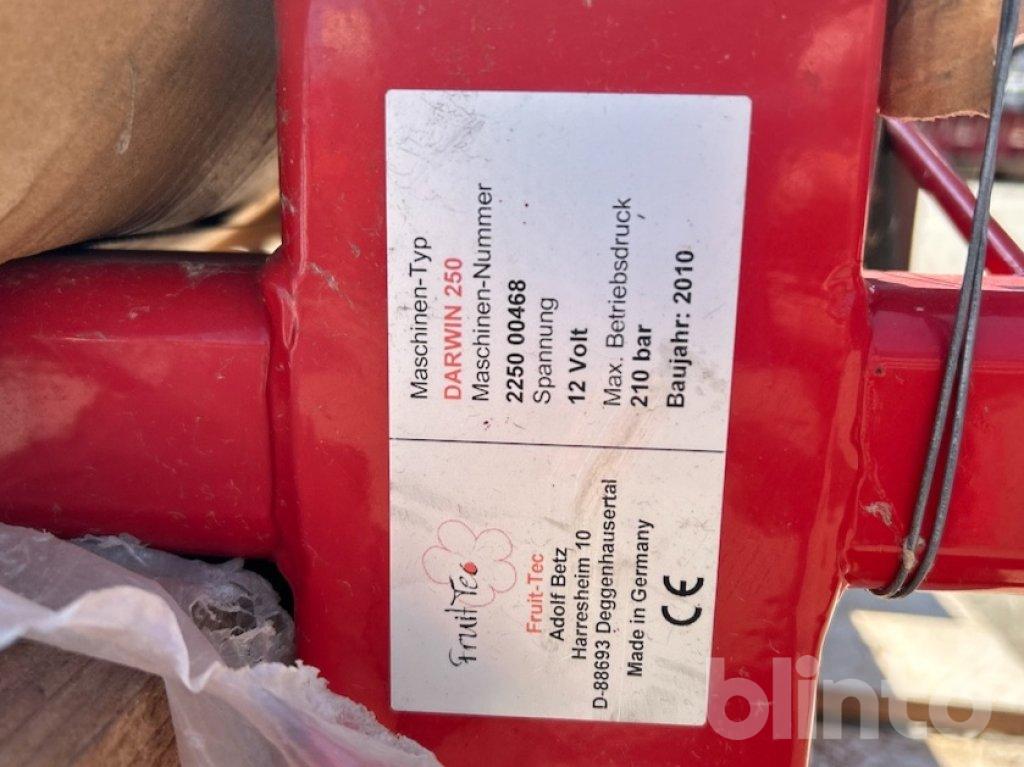 Fruit Tec
Fruit-Tec
Adolf Betz
Harresheim 10
D-88693 Deggenhausertal
Made in Germany
CE
Maschinen-Typ
DARWIN 250
Maschinen-Nummer
2250 00468
Spannung
12 Volt
Max. Betriebsdruck
210 bar
Baujahr: 2010
blinto